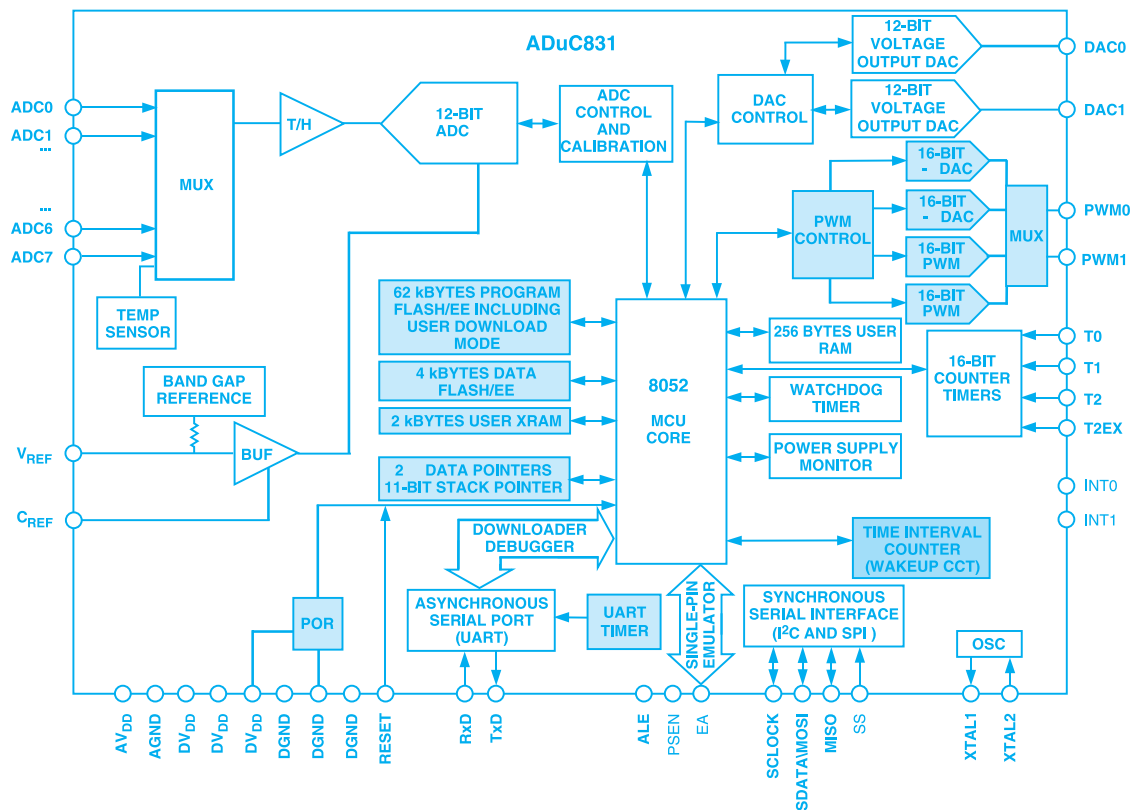 ADuC831
12-BIT
VOLTAGE
OUTPUT DAC
DAC0
12-BIT
VOLTAGE
OUTPUT DAC
DAC1
DAC
CONTROL
ADC
CONTROL
AND
CALIBRATION
12-BIT
ADC
T/H
MUX
ADC0
ADC1
...
...
ADC6
ADC7
TEMP
SENSOR
16-BIT
- DAC
16-BIT
- DAC
16-BIT
PWM
16-BIT
PWM
PWM
CONTROL
MUX
PWM0
PWM1
62 kBYTES PROGRAM
FLASH/EE INCLUDING
USER DOWNLOAD
MODE
4 kBYTES DATA
FLASH/EE
2 kBYTES USER XRAM
2 DATA POINTERS
11-BIT STACK POINTER
8052
MCU
CORE
256 BYTES USER
RAM
WATCHDOG
TIMER
POWER SUPPLY
MONITOR
16-BIT
COUNTER
TIMERS
T0
T1
T2
T2EX
INT0
INT1
BAND GAP
REFERENCE
BUF
VREF
CREF
DOWNLOADER
DEBUGGER
TIME INTERVAL
COUNTER
(WAKEUP CCT)
POR
ASYNCHRONOUS
SERIAL PORT
(UART)
UART
TIMER
SINGLE-PIN
EMULATOR
SYNCHRONOUS
SERIAL INTERFACE
(I²C AND SPI )
OSC
AVDD
AGND
DVDD
DVDD
DVDD
DGND
DGND
DGND
RESET
RxD
TxD
ALE
PSEN
EA
SCLOCK
SDATA\MOSI
MISO
SS
XTAL1
XTAL2